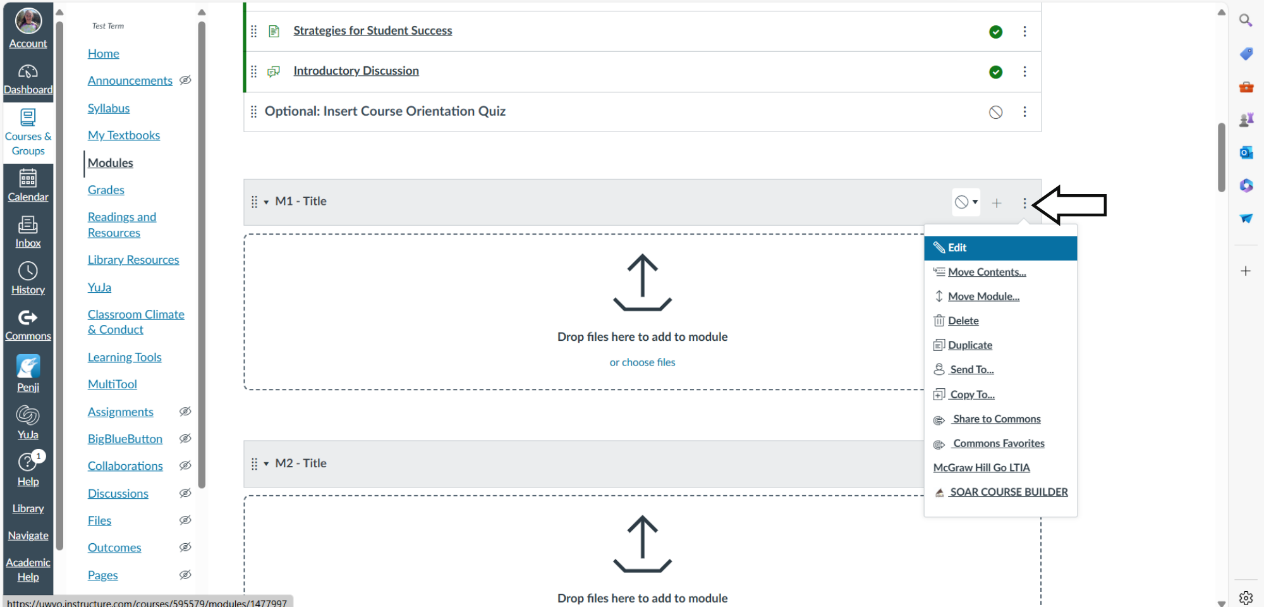 Account
Dashboard
Courses &
Groups
Calendar
Inbox
History
Commons
Penji
YuJa
1
Help
Library
Navigate
Academic
Help
Test Term
Home
Announcements
Syllabus
My Textbooks
Modules
Grades
Readings and
Resources
Library Resources
YuJa
Classroom Climate
& Conduct
Learning Tools
MultiTool
Assignments
BigBlueButton
Collaborations
Discussions
Files
Outcomes
Pages
Strategies for Student Success
Introductory Discussion
Optional: Insert Course Orientation Quiz
M1 - Title
Drop files here to add to module
or choose files
Edit
Move Contents...
Move Module...
Delete
Duplicate
Send To...
Copy To...
Share to Commons
Commons Favorites
McGraw Hill Go LTIA
SOAR COURSE BUILDER
M2 - Title
Drop files here to add to module
https://uwyo.instructure.com/courses/595579/modules/1477997